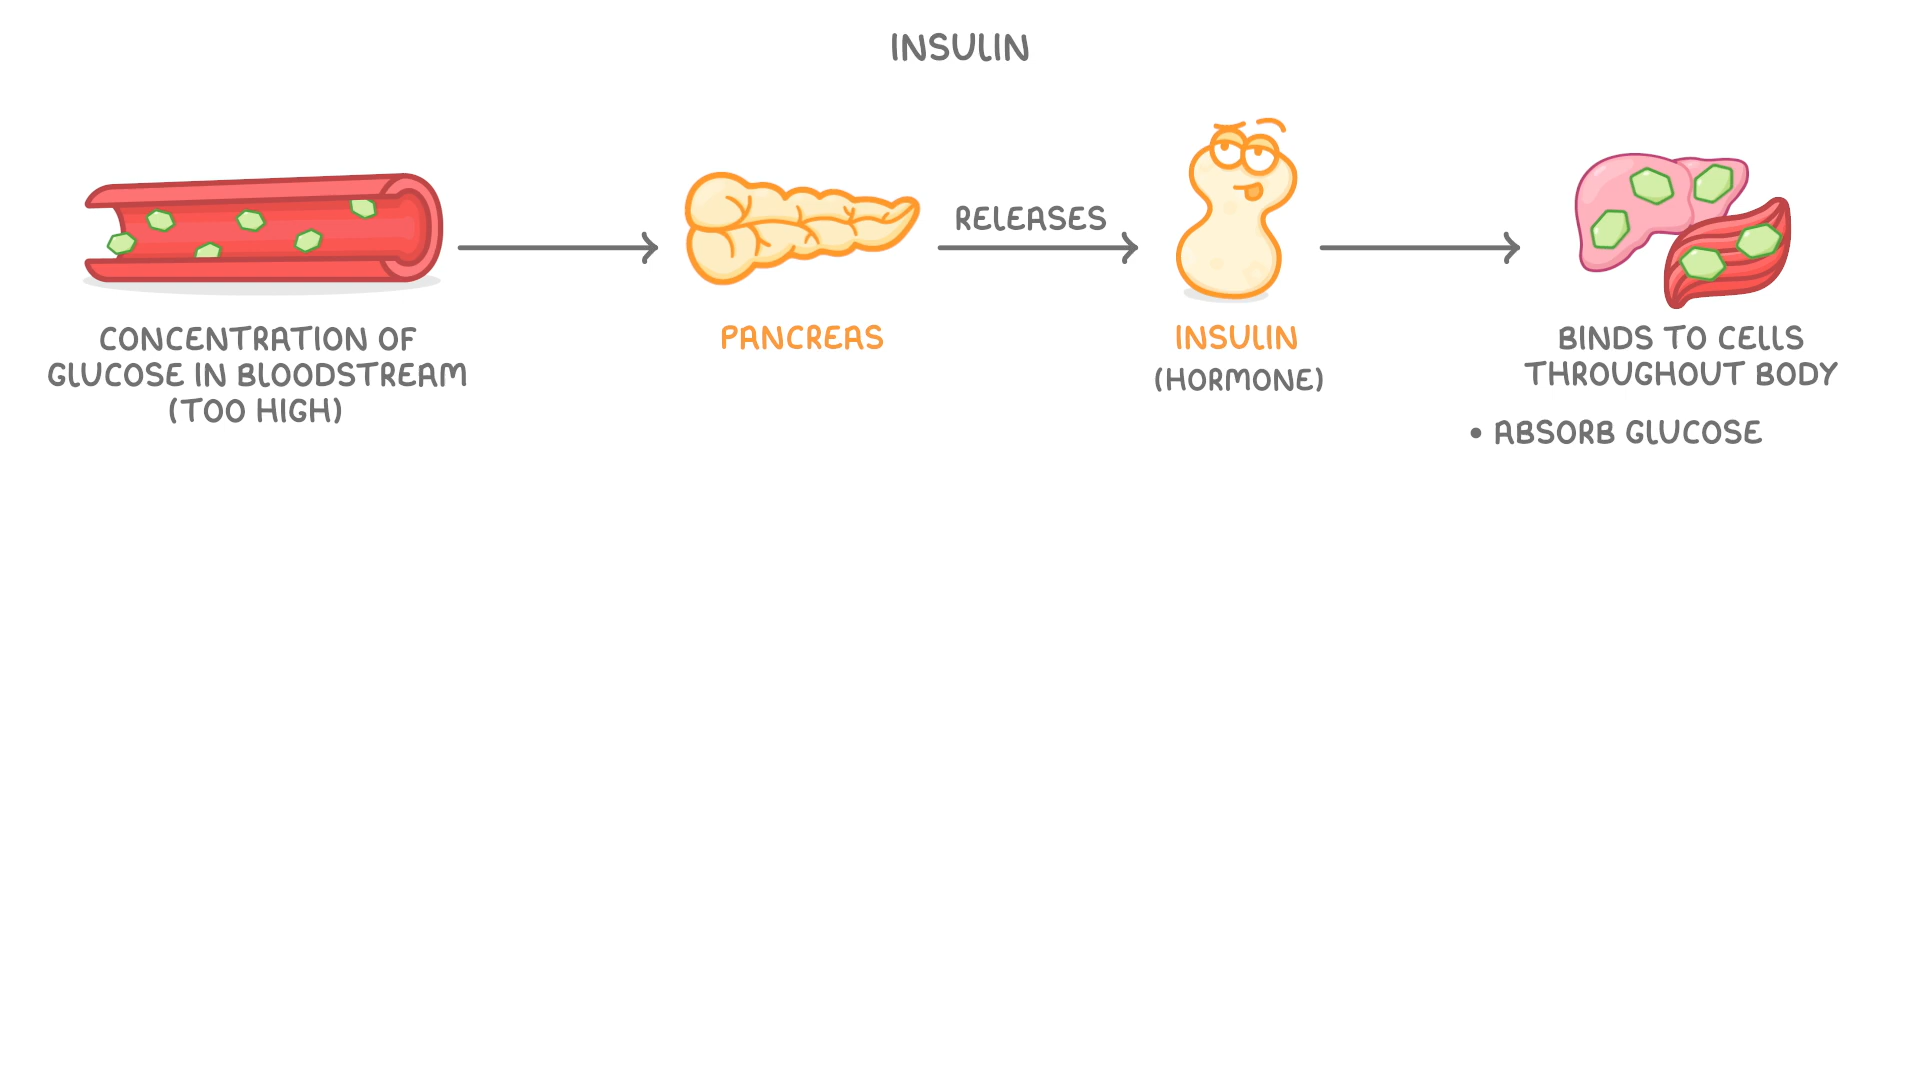 INSULIN
RELEASES
CONCENTRATION OF
GLUCOSE IN BLOODSTREAM
(TOO HIGH)
PANCREAS
INSULIN
(HORMONE)
BINDS TO CELLS
THROUGHOUT BODY
• ABSORB GLUCOSE